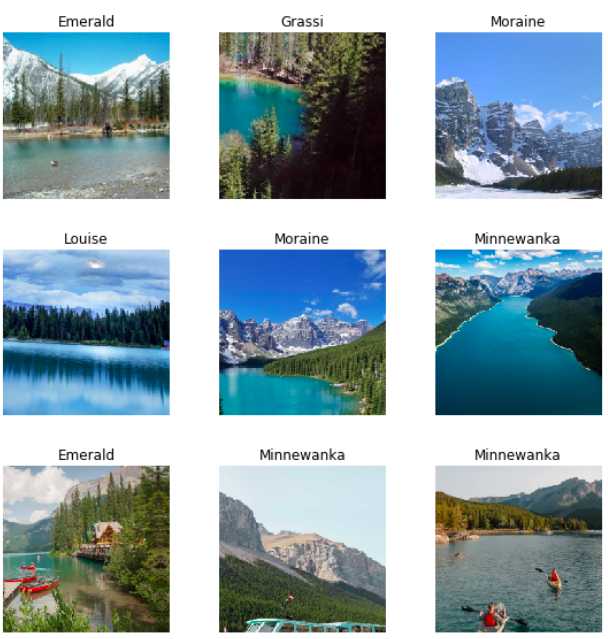 Emerald
Grassi
Moraine
Louise
Moraine
Minnewanka
Emerald
Minnewanka
Minnewanka